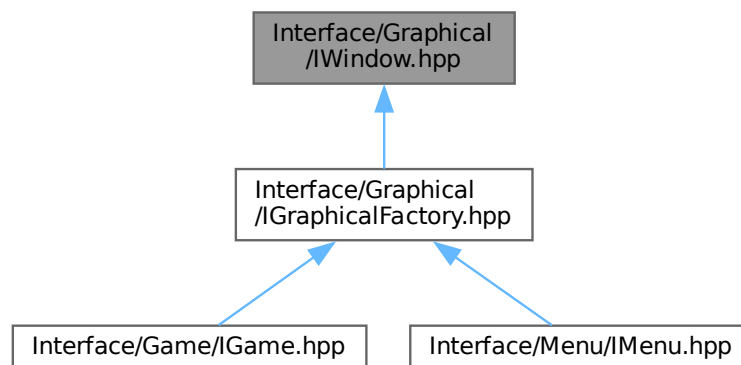 Interface/Graphical
/IWindow.hpp
Interface/Graphical
/IGraphicalFactory.hpp
Interface/Game/IGame.hpp
Interface/Menu/IMenu.hpp